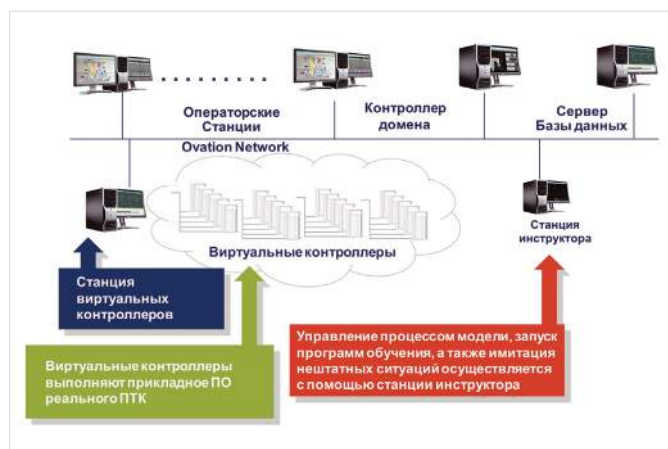 Операторские
Станции
Контроллер
домена
Сервер
Базы данных
Ovation Network
Виртуальные контроллеры
Станция
инструктора
Станция
виртуальных
контроллеров
Виртуальные контроллеры
выполняют прикладное ПО
реального ПТК
Управление процессом модели, запуск
программ обучения, а также имитация
нештатных ситуаций осуществляется
с помощью станции инструктора